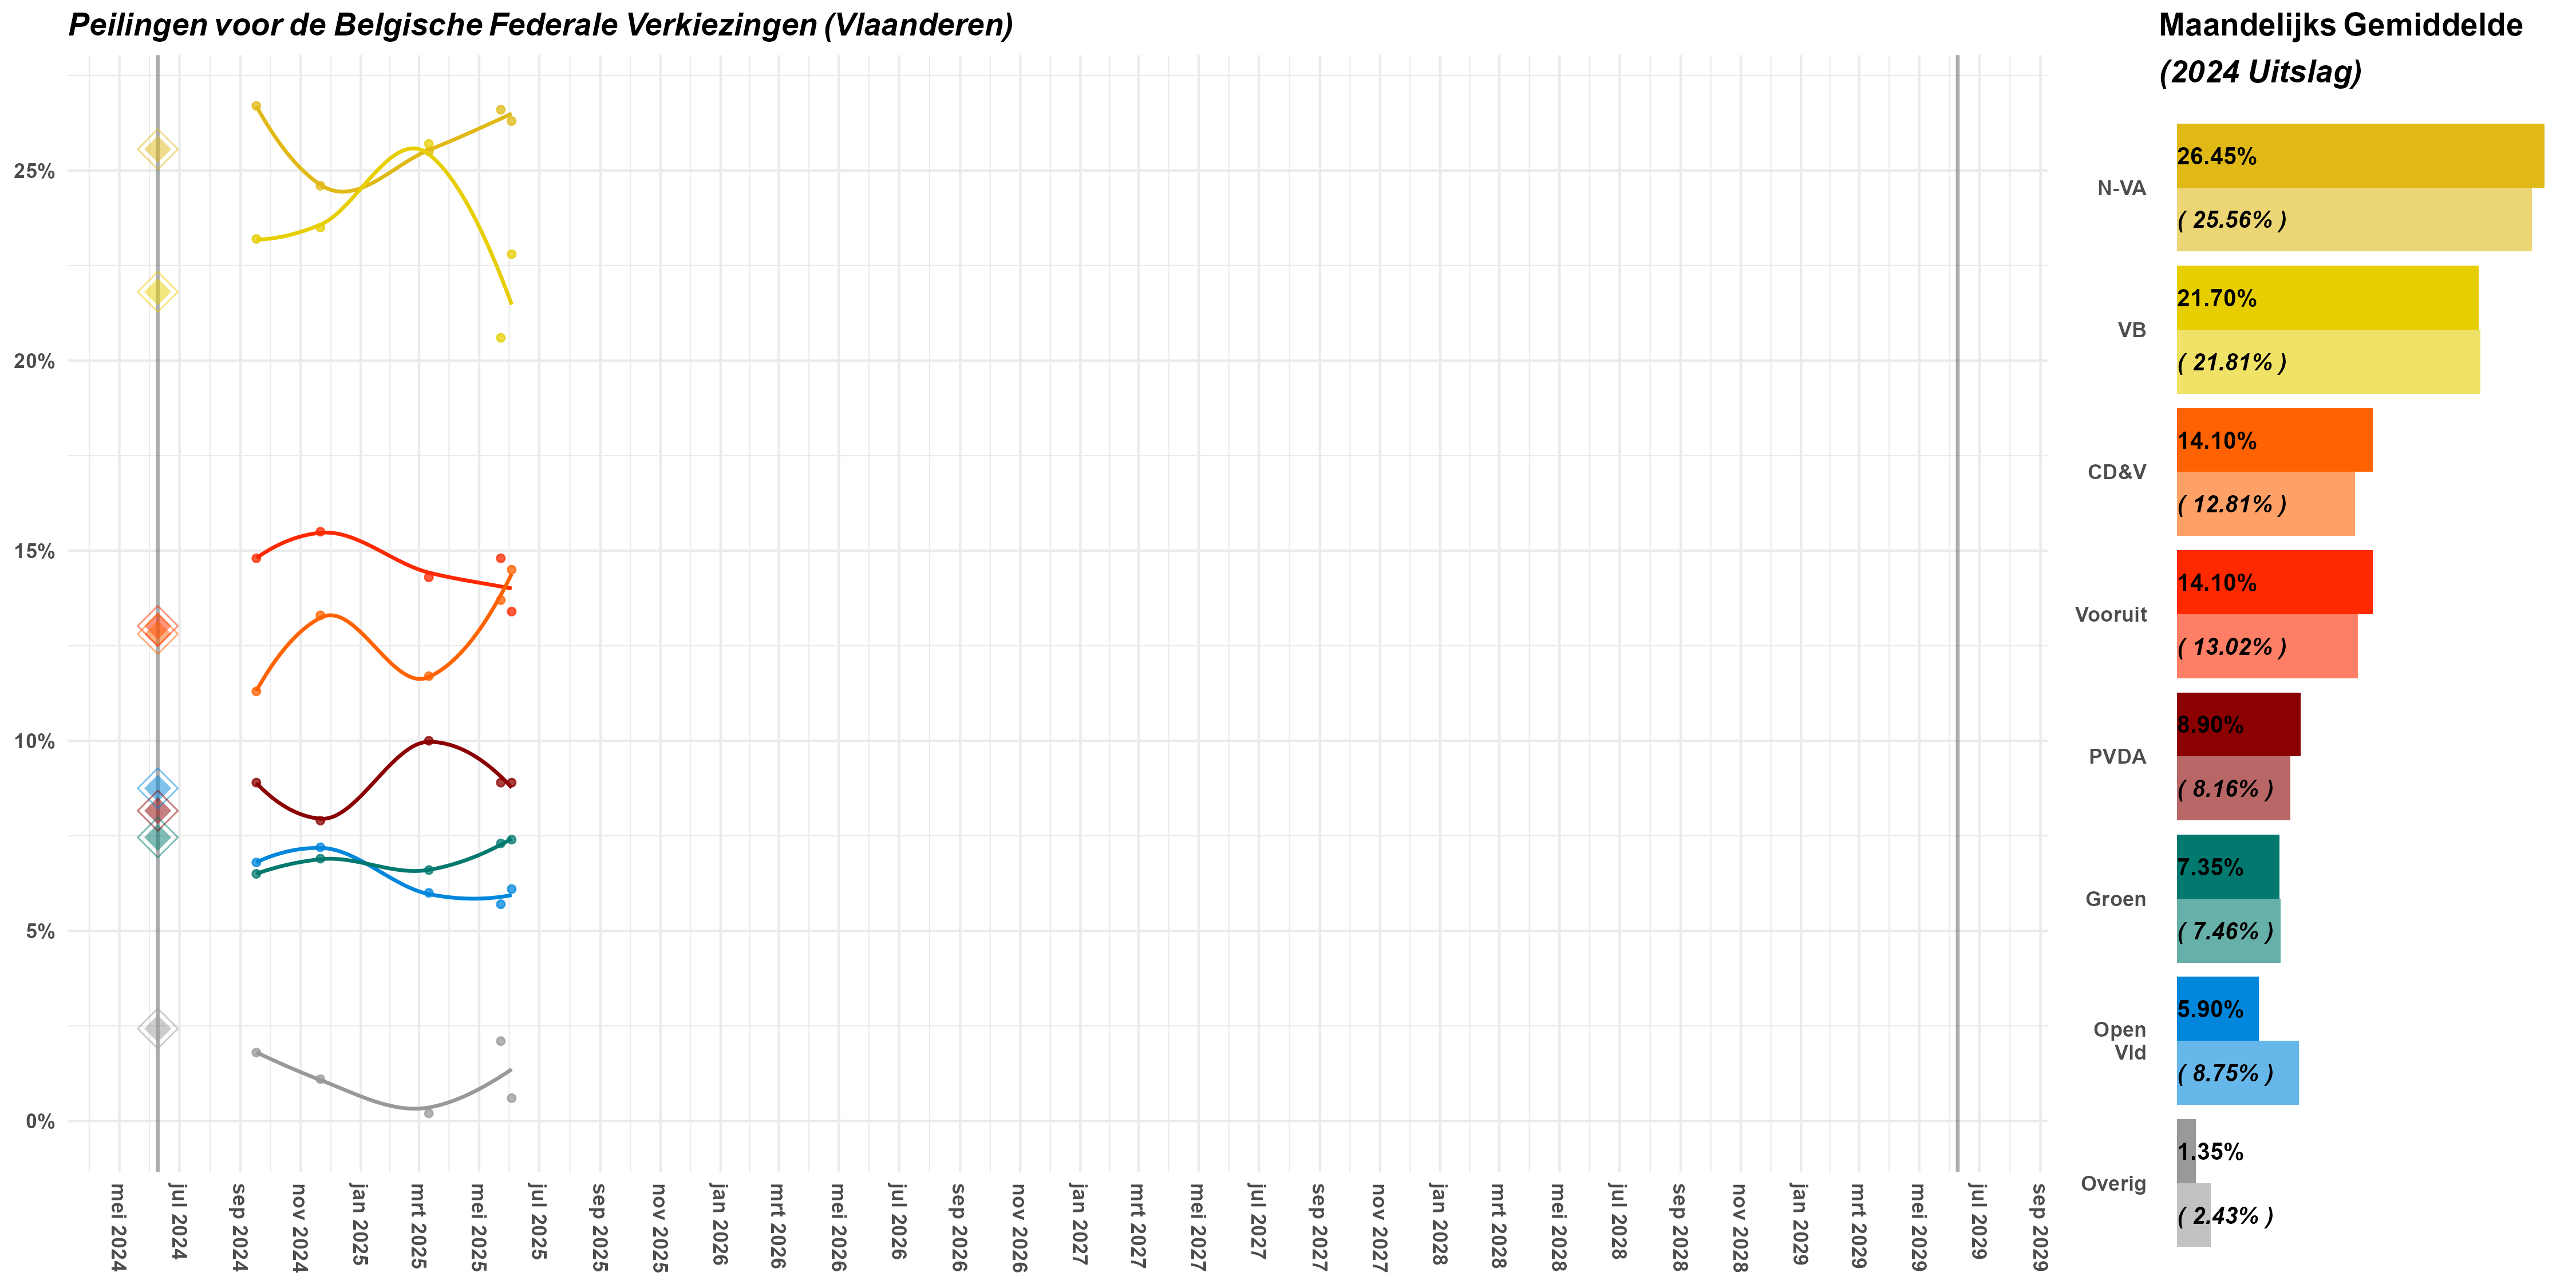 Peilingen voor de Belgische Federale Verkiezingen (Vlaanderen)
25%
20%
15%
10%
5%
0%
mei 2024
jul 2024
sep 2024
nov 2024
jan 2025
mrt 2025
mei 2025
jul 2025
sep 2025
nov 2025
jan 2026
mrt 2026
mei 2026
jul 2026
sep 2026
nov 2026
jan 2027
mrt 2027
mei 2027
jul 2027
sep 2027
nov 2027
jan 2028
mrt 2028
mei 2028
jul 2028
sep 2028
nov 2028
jan 2029
mrt 2029
mei 2029
jul 2029
sep 2029
Maandelijks Gemiddelde
(2024 Uitslag)
N-VA
26.45%
( 25.56% )
VB
21.70%
( 21.81% )
CD&V
14.10%
( 12.81% )
Vooruit
14.10%
( 13.02% )
PVDA
8.90%
( 8.16% )
Groen
7.35%
( 7.46% )
Open
Vld
5.90%
( 8.75% )
Overig
1.35%
( 2.43% )